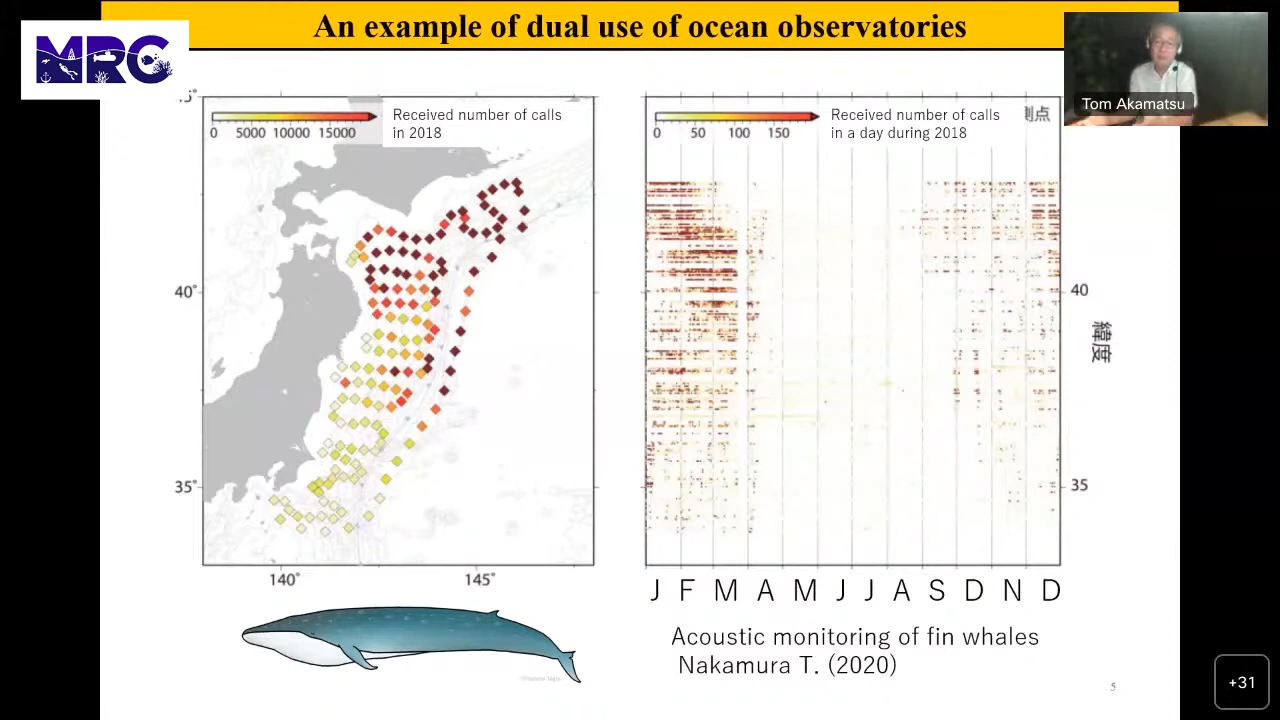 An example of dual use of ocean observatories
MRC
Tom Akamatsu
0 5000 10000 15000
Received number of calls
in 2018
0 50 100 150
Received number of calls
in a day during 2018
測点
40°
35°
140° 145°
40
35
緯度
J F M A M J J A S D N D
Acoustic monitoring of fin whales
Nakamura T. (2020)
5
+31